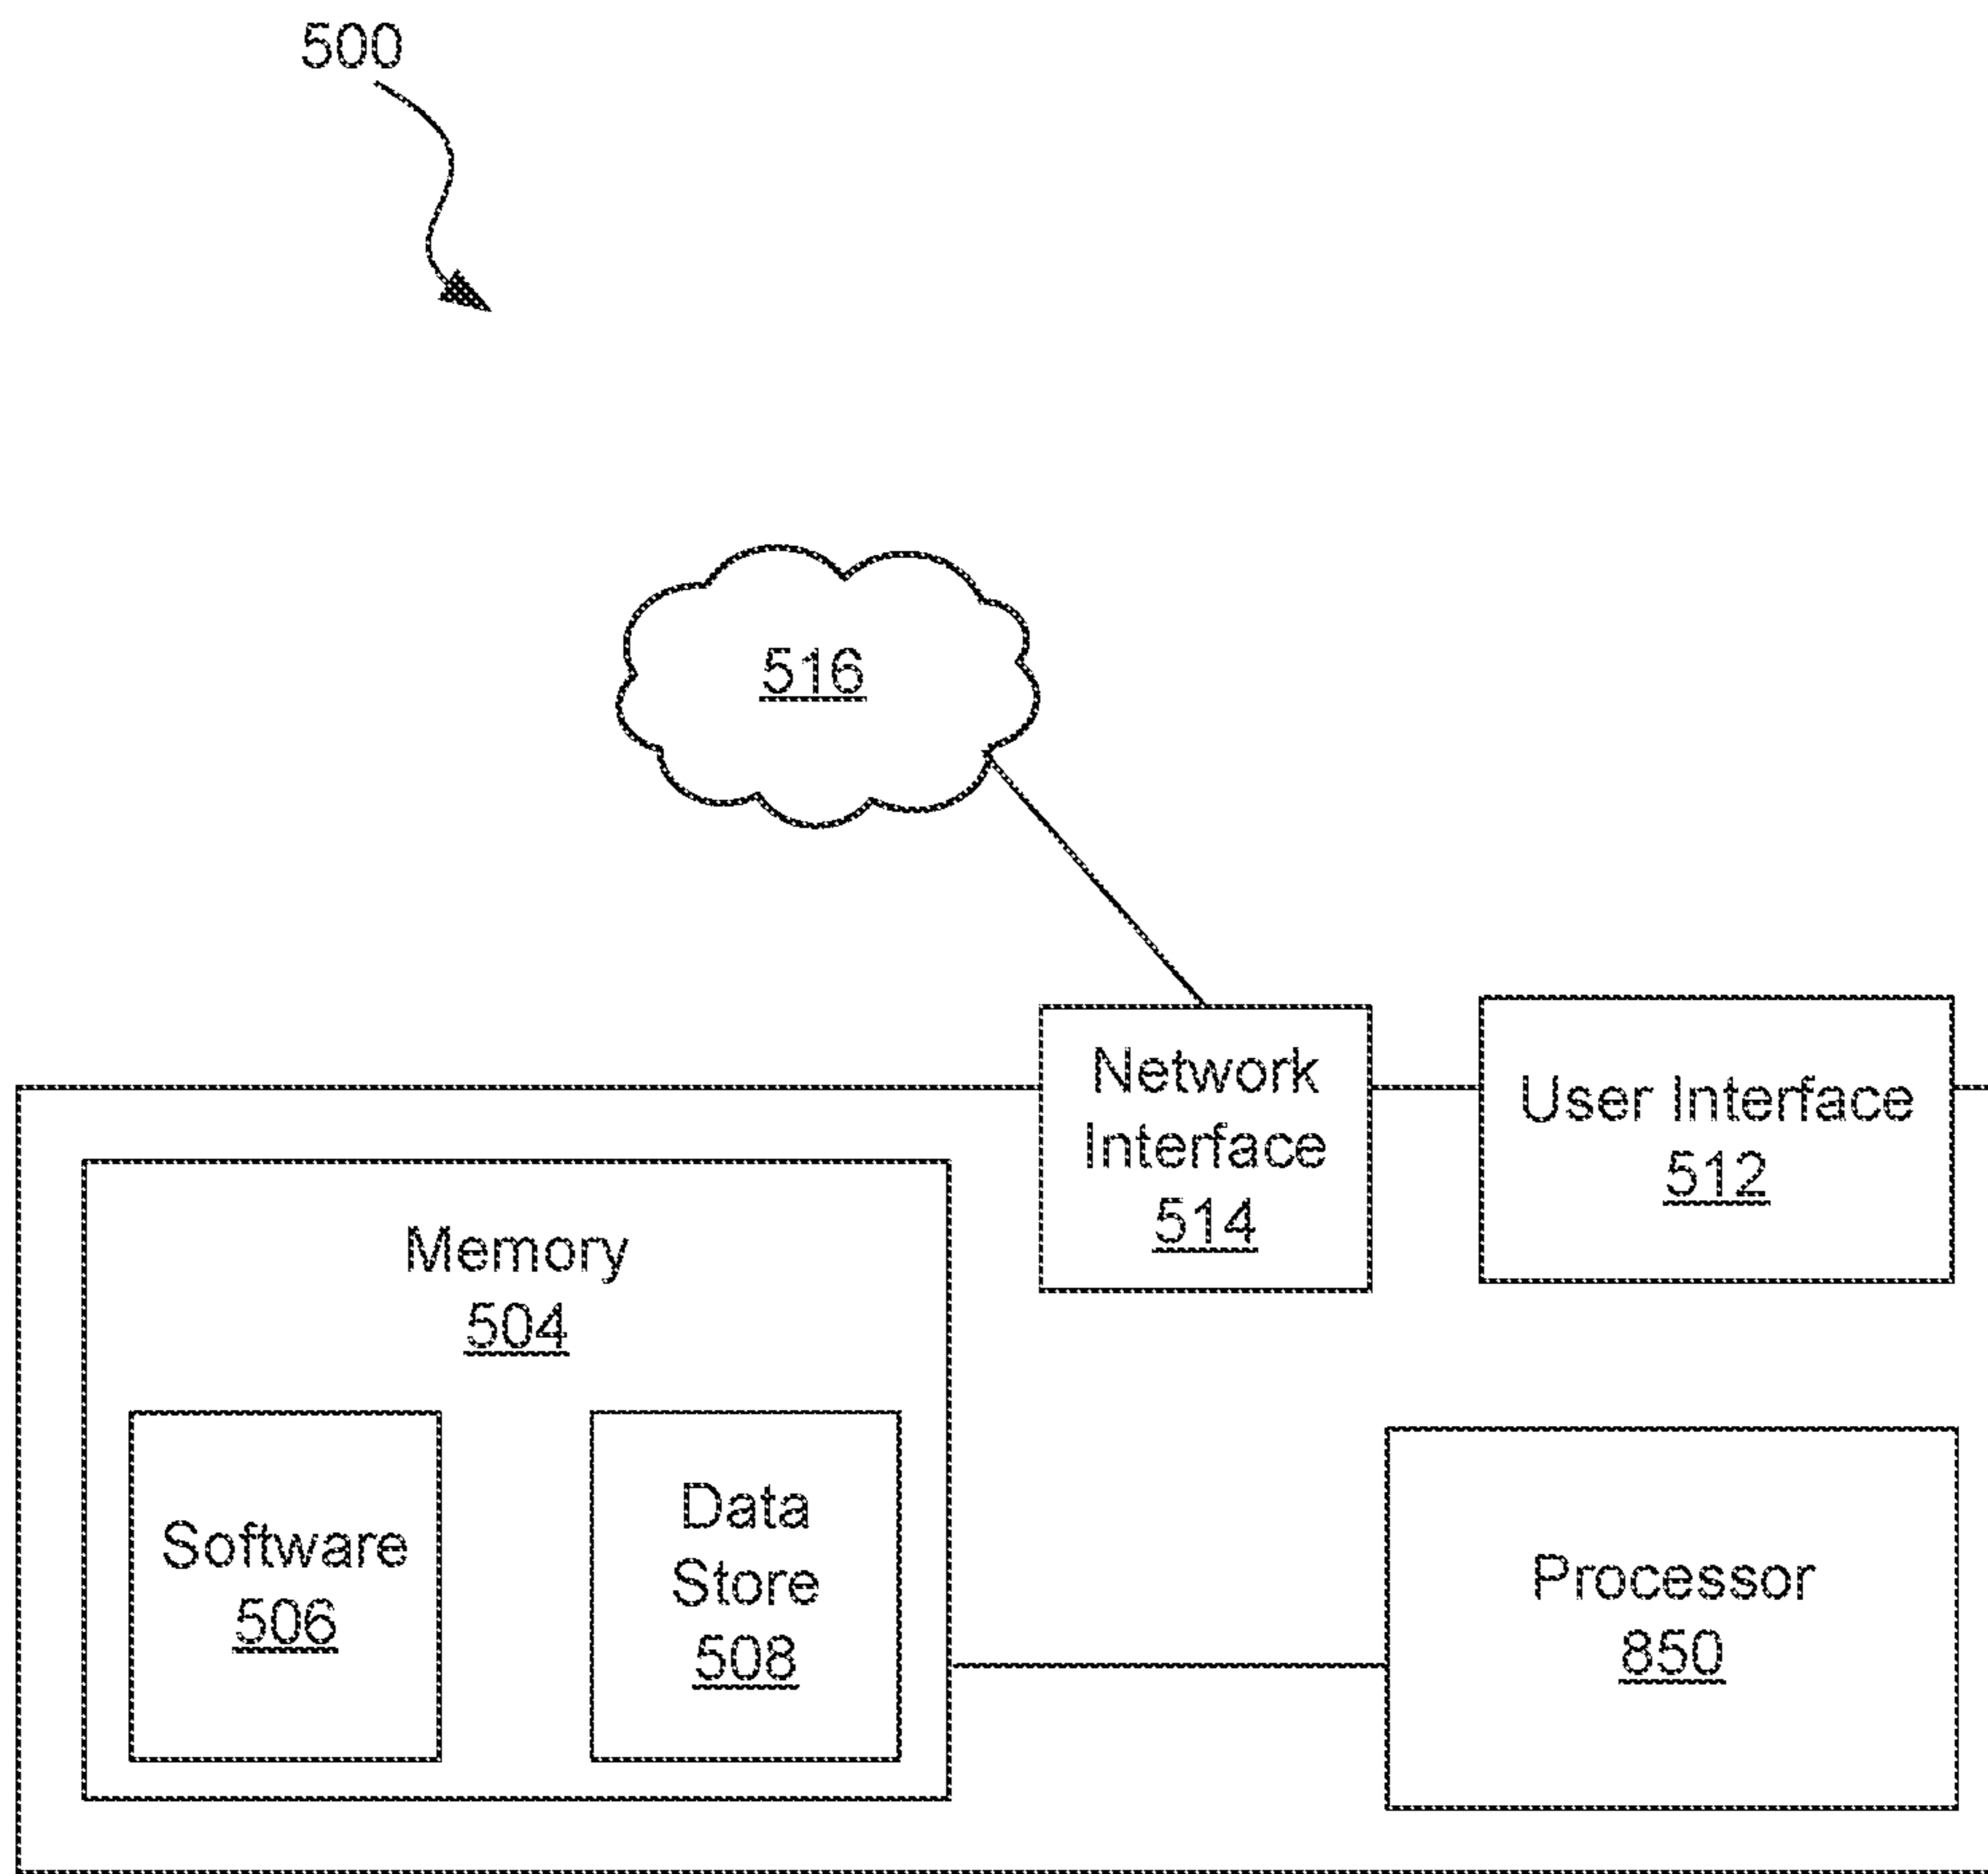 500
516
Network
Interface
514
User Interface
512
Memory
504
Software
506
Data
Store
508
Processor
850